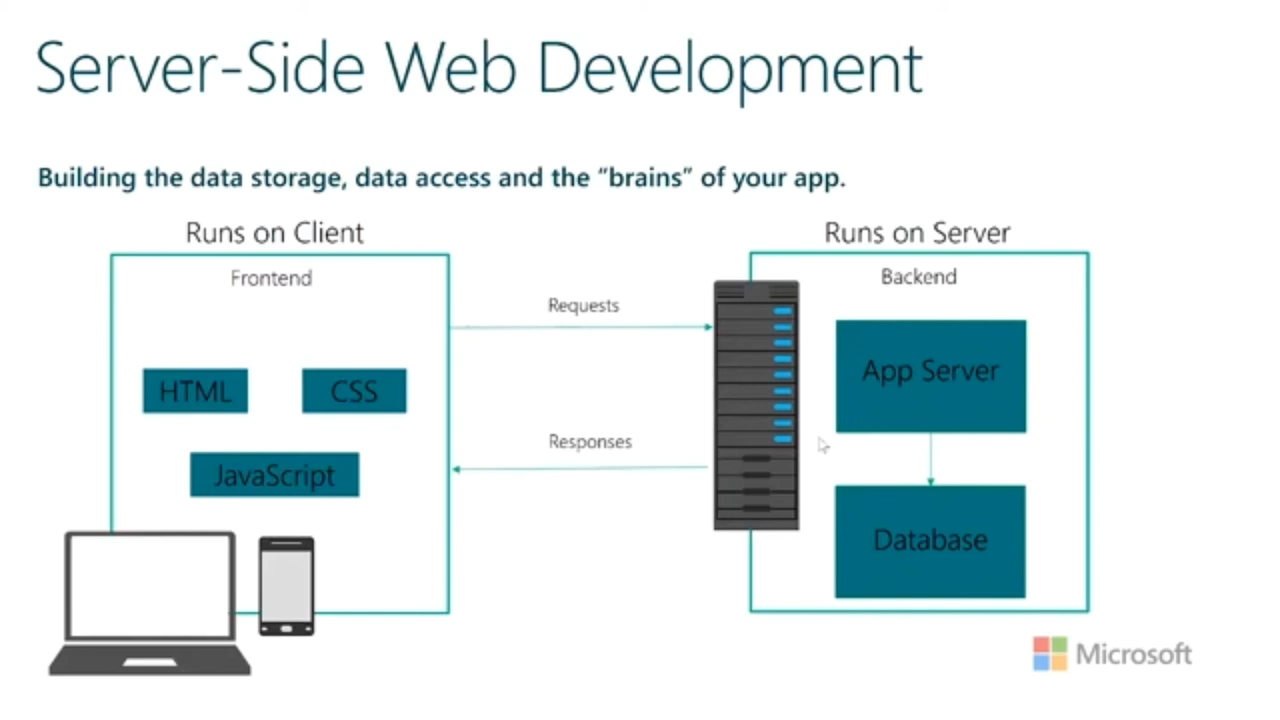 Server-Side Web Development
Building the data storage, data access and the “brains” of your app.
Runs on Client
Frontend
HTML
CSS
JavaScript
Requests
Responses
Runs on Server
Backend
App Server
Database
Microsoft